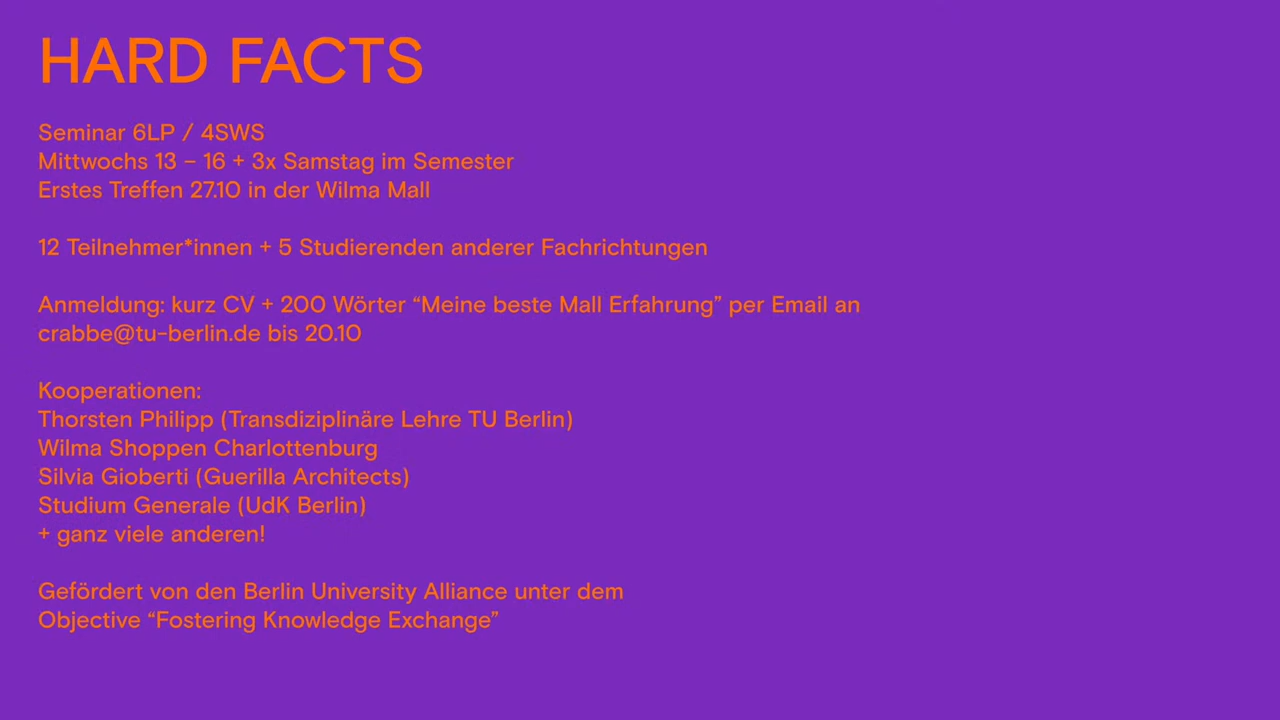 HARD FACTS
Seminar 6LP / 4SWS
Mittwochs 13 – 16 + 3x Samstag im Semester
Erstes Treffen 27.10 in der Wilma Mall
12 Teilnehmer*innen + 5 Studierenden anderer Fachrichtungen
Anmeldung: kurz CV + 200 Wörter “Meine beste Mall Erfahrung” per Email an
crabbe@tu-berlin.de bis 20.10
Kooperationen:
Thorsten Philipp (Transdiziplinäre Lehre TU Berlin)
Wilma Shoppen Charlottenburg
Silvia Gioberti (Guerilla Architects)
Studium Generale (UdK Berlin)
+ ganz viele anderen!
Gefördert von den Berlin University Alliance unter dem
Objective “Fostering Knowledge Exchange”